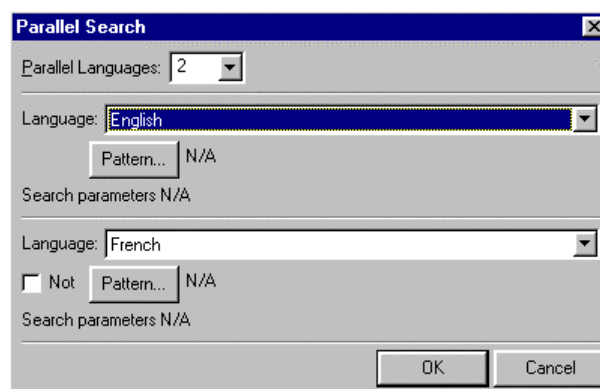 Parallel Search
Parallel Languages: 2
Language: English
Pattern... N/A
Search parameters N/A
Language: French
Not Pattern... N/A
Search parameters N/A
OK Cancel